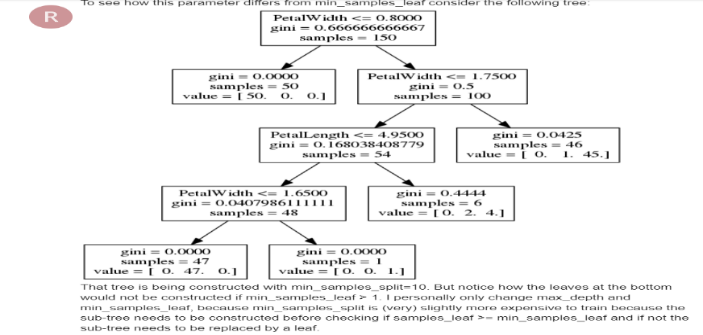 R
To see how this parameter differs from min_samples_leaf consider the following tree:
PetalWidth <= 0.8000
gini = 0.666666666667
samples = 150
gini = 0.0000
samples = 50
value = [ 50. 0. 0.]
PetalWidth <= 1.7500
gini = 0.5
samples = 100
PetalLength <= 4.9500
gini = 0.168038408779
samples = 54
gini = 0.0425
samples = 46
value = [ 0. 1. 45.]
PetalWidth <= 1.6500
gini = 0.0407986111111
samples = 48
gini = 0.4444
samples = 6
value = [ 0. 2. 4.]
gini = 0.0000
samples = 47
value = [ 0. 47. 0.]
gini = 0.0000
samples = 1
value = [ 0. 0. 1.]
That tree is being constructed with min_samples_split=10. But notice how the leaves at the bottom
would not be constructed if min_samples_leaf > 1. I personally only change max_depth and
min_samples_leaf, because min_samples_split is (very) slightly more expensive to train because the
sub-tree needs to be constructed before checking if samples_leaf >= min_samples_leaf and if not the
sub-tree needs to be replaced by a leaf.